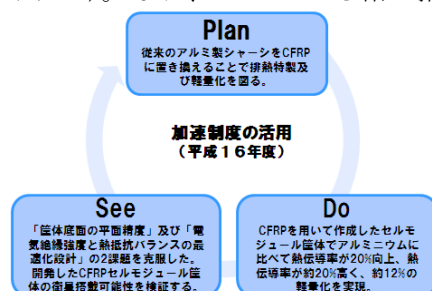 Plan
従来のアルミ製シャーシをCFRP
に置き換えることで排熱特製及
び軽量化を図る。
加速制度の活用
（平成１６年度）
See
「筐体底面の平面精度」及び「電
気絶縁強度と熱抵抗バランスの最
適化設計」の2課題を克服した。
開発したCFRPセルモジュール筐
体の衛星搭載可能性を検証する。
Do
CFRPを用いて作成したセルモ
ジュール筐体でアルミニウムに
比べて熱伝導率が20%向上、熱
伝導率が約20%高く、約12%の
軽量化を実現。